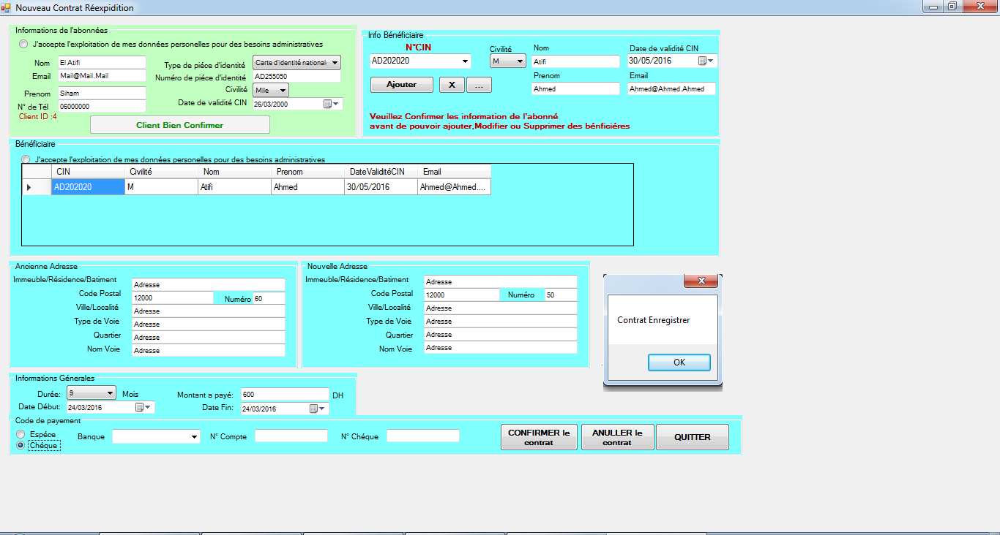 Nouveau Contrat Réexpidition
Informations de l'abonnées
J'accepte l'exploitation de mes données personelles pour des besoins administratives
Nom El Atifi
Email Mail@Mail.Mail
Prenom Siham
N° de Tél 06000000
Client ID :4
Type de piéce d'identité Carte d'identité national
Numéro de piéce d'identité AD255050
Civilité Mlle
Date de validité CIN 26/03/2000
Client Bien Confirmer
Info Bénéficiaire
N°CIN
AD202020
Civilité
M
Nom
Atifi
Date de validité CIN
30/05/2016
Prenom
Ahmed
Email
Ahmed@Ahmed.Ahmed
Ajouter X ...
Veuillez Confirmer les information de l'abonné
avant de pouvoir ajouter,Modifier ou Supprimer des bénficiéres
Bénéficiaire
J'accepte l'exploitation de mes données personelles pour des besoins administratives
CIN Civilité Nom Prenom DateValiditéCIN Email
AD202020 M Atifi Ahmed 30/05/2016 Ahmed@Ahmed....
Ancienne Adresse
Immeuble/Résidence/Batiment Adresse
Code Postal 12000 Numéro 60
Ville/Localité Adresse
Type de Voie Adresse
Quartier Adresse
Nom Voie Adresse
Nouvelle Adresse
Immeuble/Résidence/Batiment Adresse
Code Postal 12000 Numéro 50
Ville/Localité Adresse
Type de Voie Adresse
Quartier Adresse
Nom Voie Adresse
Contrat Enregistrer
OK
Informations Génerales
Durée: 9 Mois Montant a payé: 600 DH
Date Début: 24/03/2016 Date Fin: 24/03/2016
Code de payement
Espéce
Chéque
Banque N° Compte N° Chéque
CONFIRMER le
contrat
ANULLER le
contrat
QUITTER